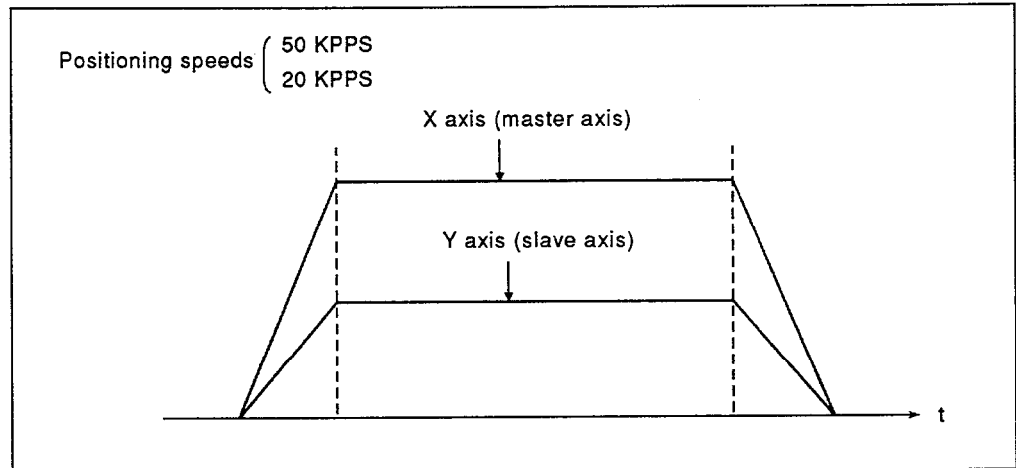 50 KPPS
Positioning speeds
20 KPPS
X axis (master axis)
Y axis (slave axis)
t